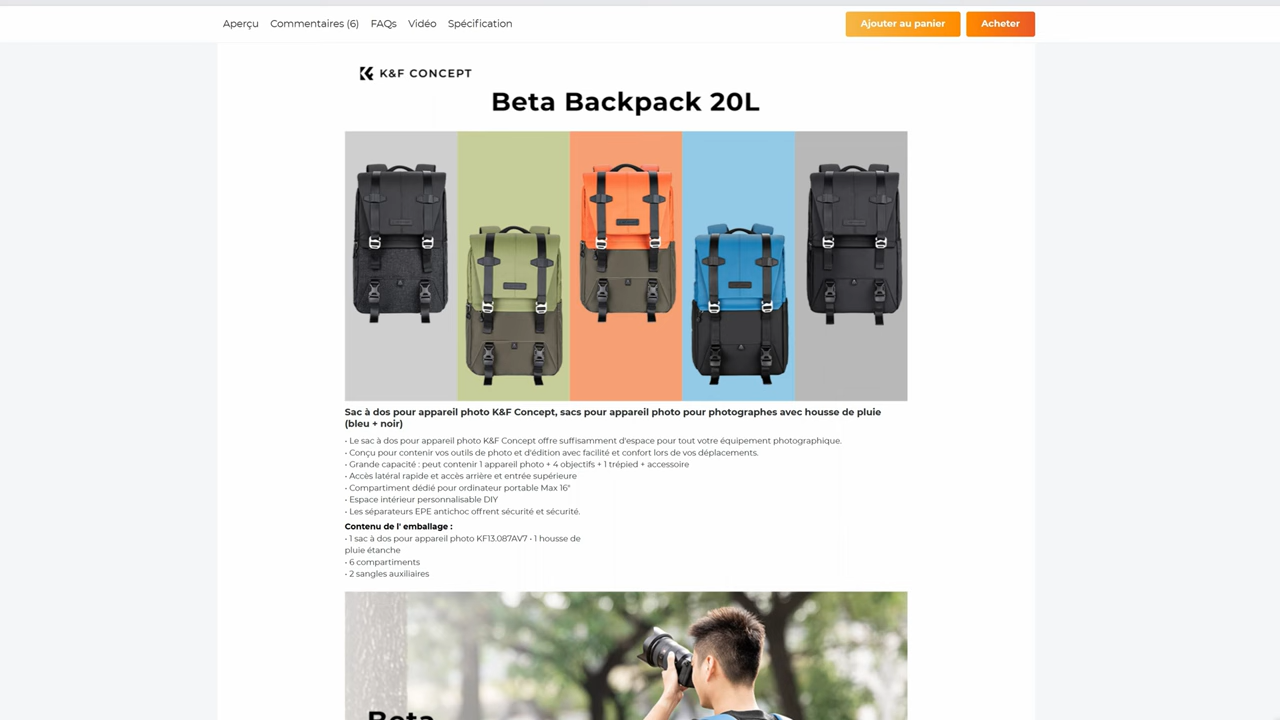 Aperçu Commentaires (6) FAQs Vidéo Spécification Ajouter au panier Acheter
K&F CONCEPT
Beta Backpack 20L
Sac à dos pour appareil photo K&F Concept, sacs pour appareil photo pour photographes avec housse de pluie
(bleu + noir)
• Le sac à dos pour appareil photo K&F Concept offre suffisamment d'espace pour tout votre équipement photographique.
• Conçu pour contenir vos outils de photo et d'édition avec facilité et confort lors de vos déplacements.
• Grande capacité : peut contenir 1 appareil photo + 4 objectifs + 1 trépied + accessoire
• Accès latéral rapide et accès arrière et entrée supérieure
• Compartiment dédié pour ordinateur portable Max 16"
• Espace intérieur personnalisable DIY
• Les séparateurs EPE antichoc offrent sécurité et sécurité.
Contenu de l' emballage :
• 1 sac à dos pour appareil photo KF13.087AV7 • 1 housse de
pluie étanche
• 6 compartiments
• 2 sangles auxiliaires
Beta